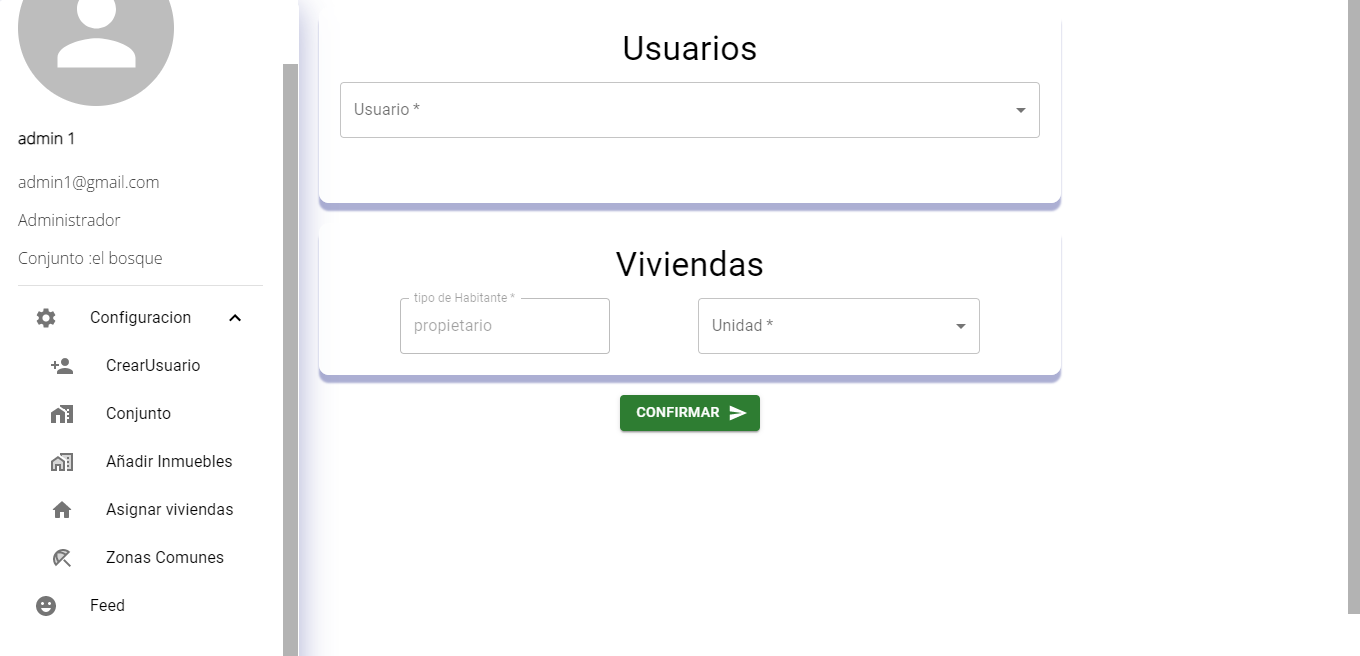 admin 1
admin1@gmail.com
Administrador
Conjunto :el bosque
Configuracion
CrearUsuario
Conjunto
Añadir Inmuebles
Asignar viviendas
Zonas Comunes
Feed
Usuarios
Usuario *
Viviendas
tipo de Habitante *
propietario
Unidad *
CONFIRMAR